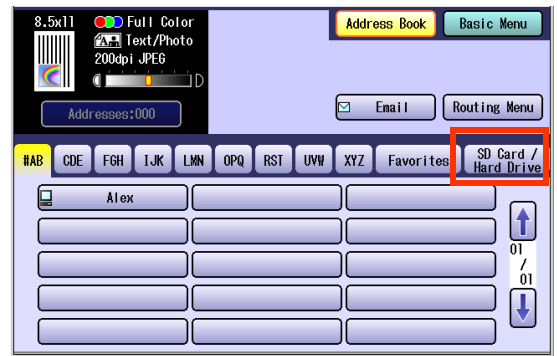 8.5x11 Full Color
A Text/Photo
200dpi JPEG
D
Addresses:000
Address Book Basic Menu
Email Routing Menu
#AB CDE FGH IJK LMN OPQ RST UVW XYZ Favorites SD Card /
Hard Drive
Alex
01
/
01